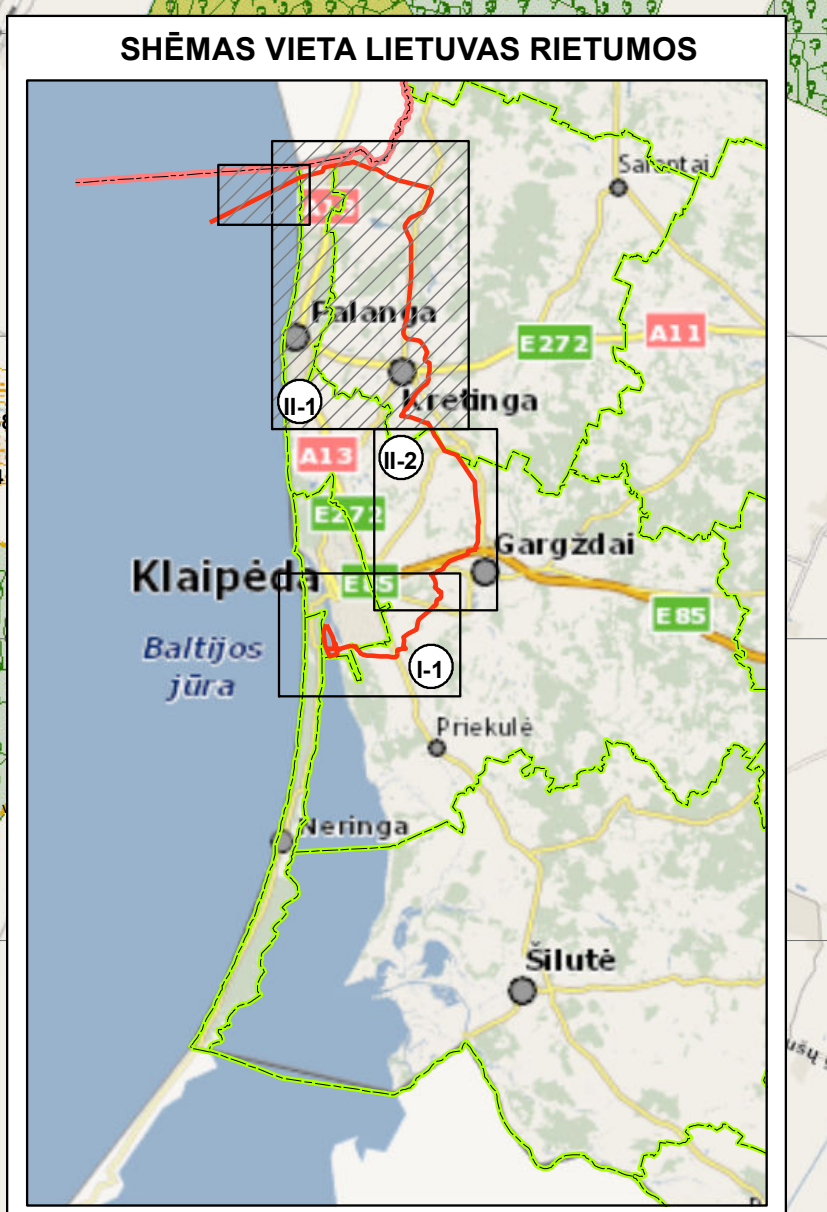 SHĒMAS VIETA LIETUVAS RIETUMOS
Salantai
Palanga
E272
A11
Kretinga
II-1
II-2
A13
E272
Gargždai
Klaipėda
E85
E 85
Baltijos
jūra
I-1
Priekulė
Neringa
Šilutė